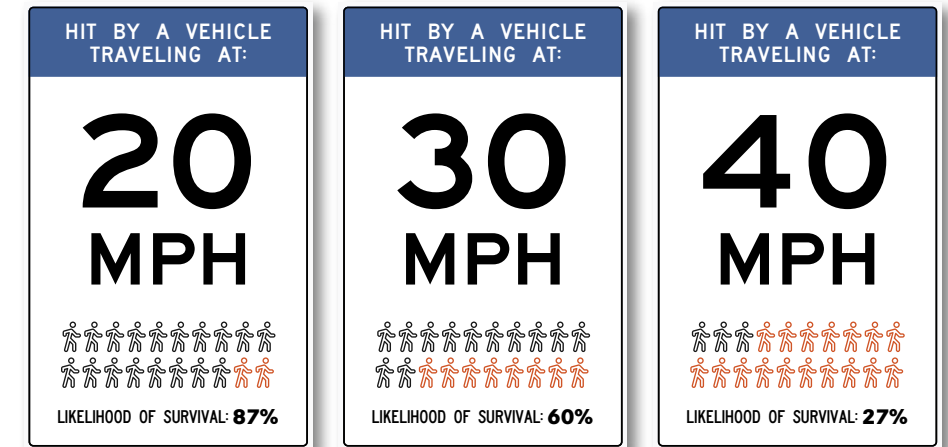 HIT BY A VEHICLE
TRAVELING AT:
20
MPH
LIKELIHOOD OF SURVIVAL: 87%
HIT BY A VEHICLE
TRAVELING AT:
30
MPH
LIKELIHOOD OF SURVIVAL: 60%
HIT BY A VEHICLE
TRAVELING AT:
40
MPH
LIKELIHOOD OF SURVIVAL: 27%